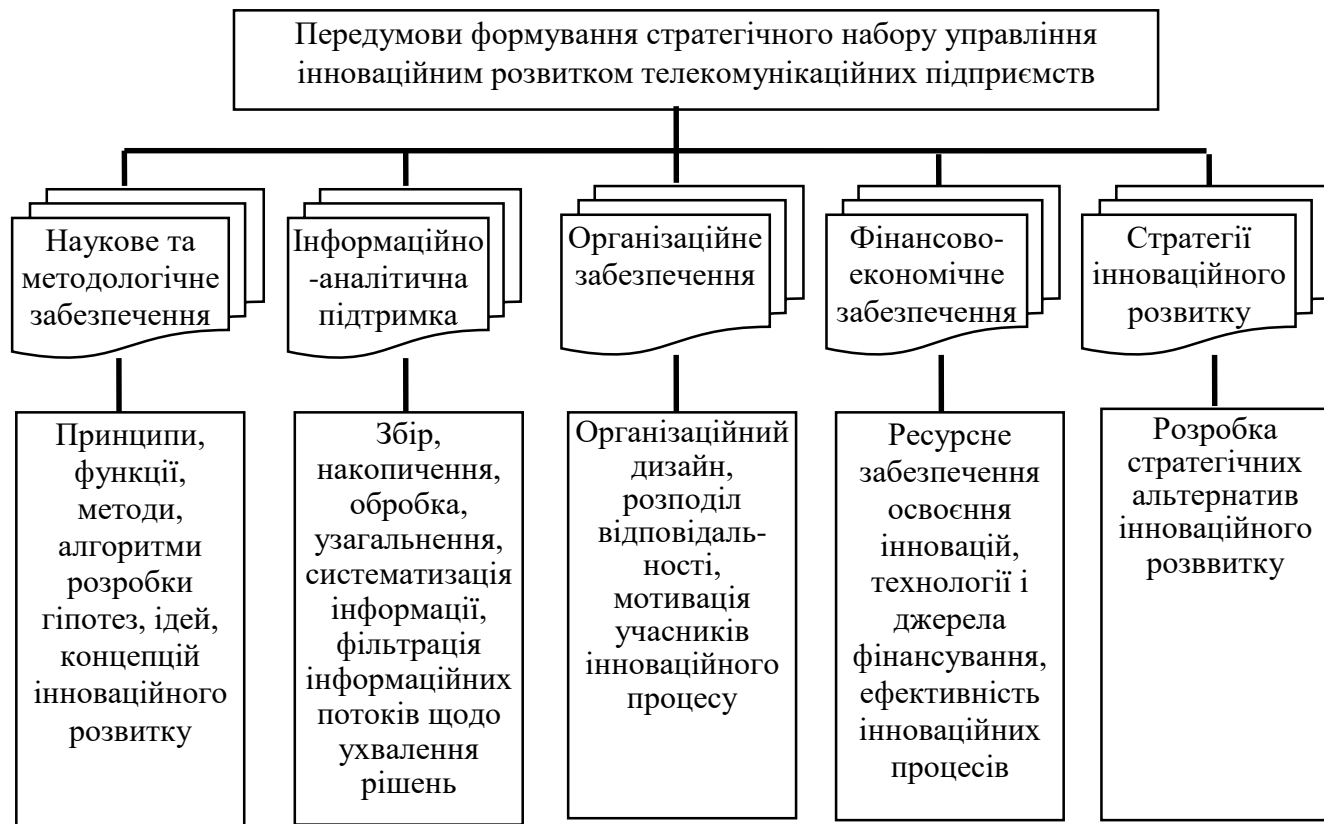 Передумови формування стратегічного набору управління
інноваційним розвитком телекомунікаційних підприємств
Наукове та
методологічне
забезпечення
Інформаційно
-аналітична
підтримка
Організаційне
забезпечення
Фінансово-
економічне
забезпечення
Стратегії
інноваційного
розвитку
Принципи,
функції,
методи,
алгоритми
розробки
гіпотез, ідей,
концепцій
інноваційного
розвитку
Збір,
накопичення,
обробка,
узагальнення,
систематизація
інформації,
фільтрація
інформаційних
потоків щодо
ухвалення
рішень
Організаційний
дизайн,
розподіл
відповідаль-
ності,
мотивація
учасників
інноваційного
процесу
Ресурсне
забезпечення
освоєння
інновацій,
технології і
джерела
фінансування,
ефективність
інноваційних
процесів
Розробка
стратегічних
альтернатив
інноваційного
розввитку